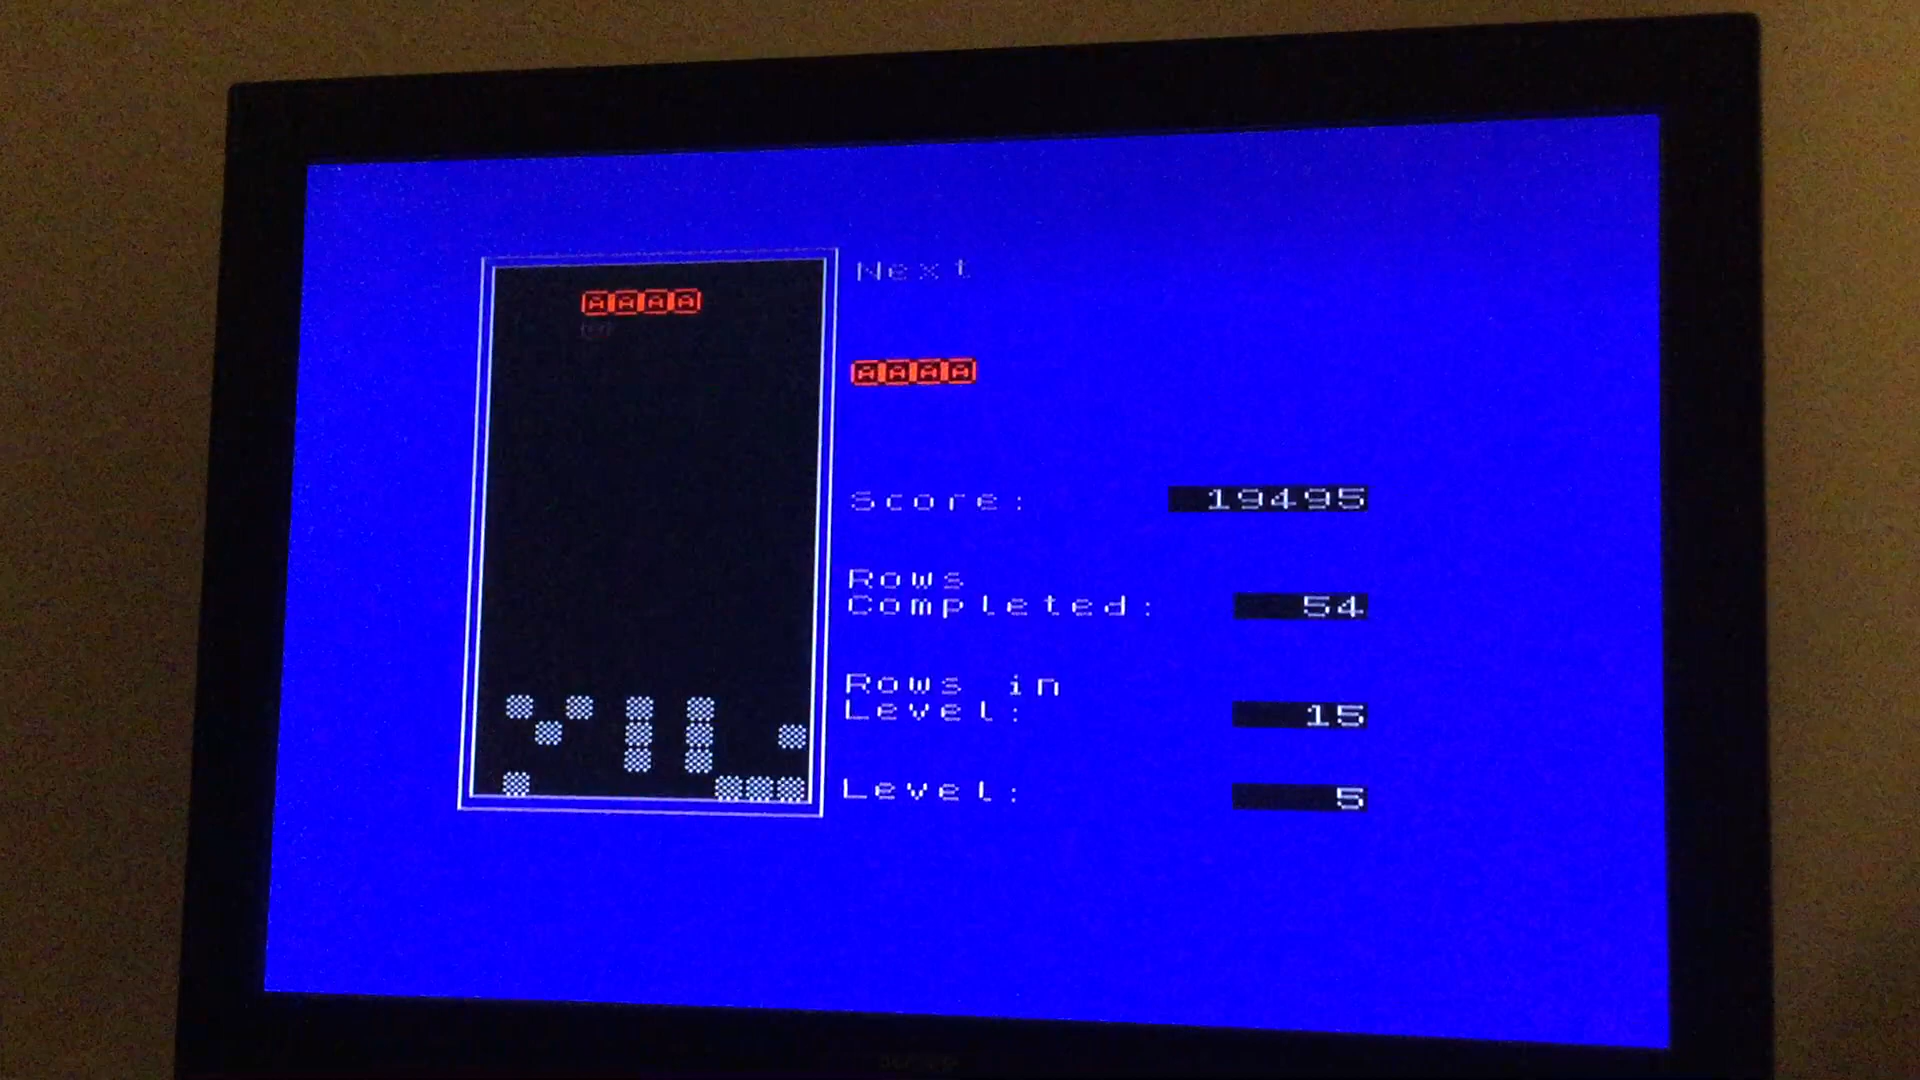 Next
AAAA
AAAA
Score: 19495
Rows
Completed: 54
Rows in
Level: 15
Level: 5